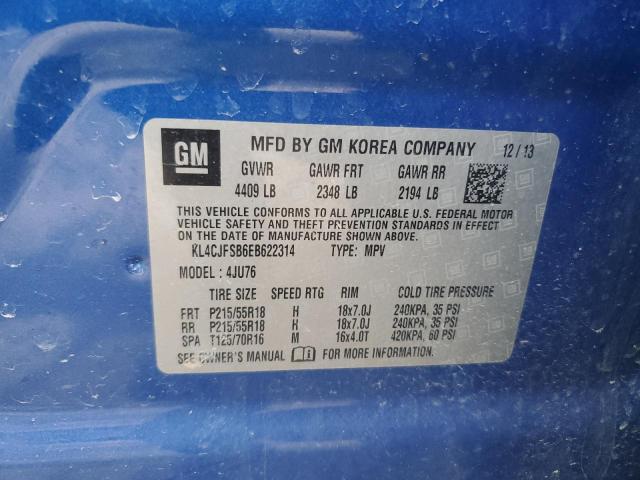 GM MFD BY GM KOREA COMPANY 12/13
GVWR GAWR FRT GAWR RR
4409 LB 2348 LB 2194 LB
THIS VEHICLE CONFORMS TO ALL APPLICABLE U.S. FEDERAL MOTOR
VEHICLE SAFETY AND THEFT PREVENTION STANDARDS IN EFFECT
ON THE DATE OF MANUFACTURE SHOWN ABOVE.
KL4CJFSB6EB622314 TYPE: MPV
MODEL: 4JU76
TIRE SIZE SPEED RTG RIM COLD TIRE PRESSURE
FRT P215/55R18 H 18x7.0J 240KPA, 35 PSI
RR P215/55R18 H 18x7.0J 240KPA, 35 PSI
SPA T125/70R16 M 16x4.0T 420KPA, 60 PSI
SEE OWNER'S MANUAL FOR MORE INFORMATION.